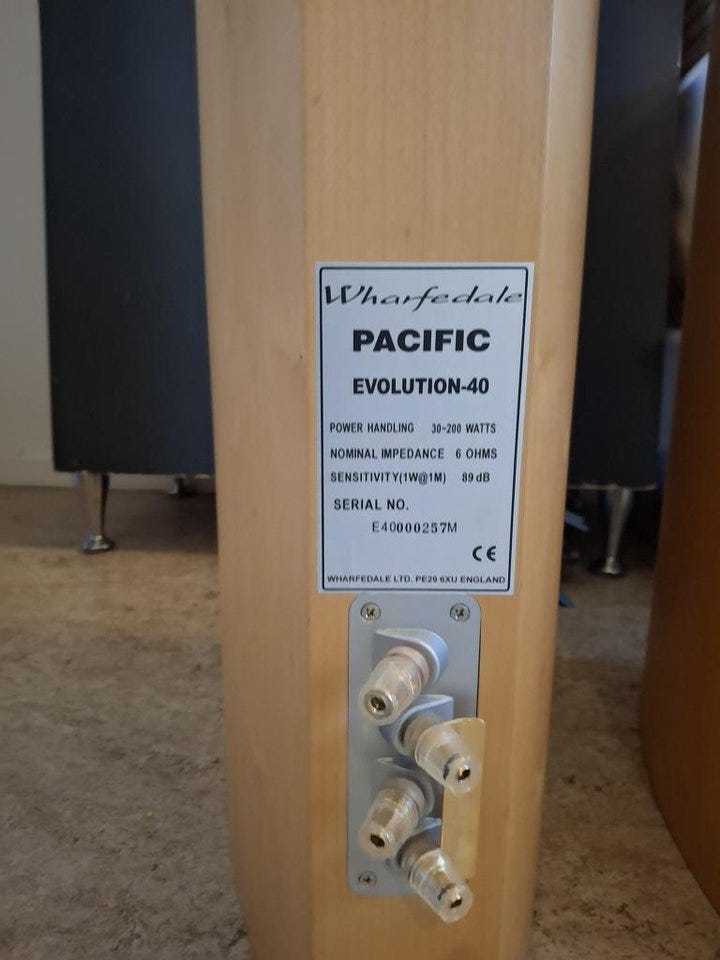 Wharfedale
PACIFIC
EVOLUTION-40
POWER HANDLING 30-200 WATTS
NOMINAL IMPEDANCE 6 OHMS
SENSITIVITY(1W@1M) 89 dB
SERIAL NO.
E40000257M
CE
WHARFEDALE LTD. PE29 6XU ENGLAND